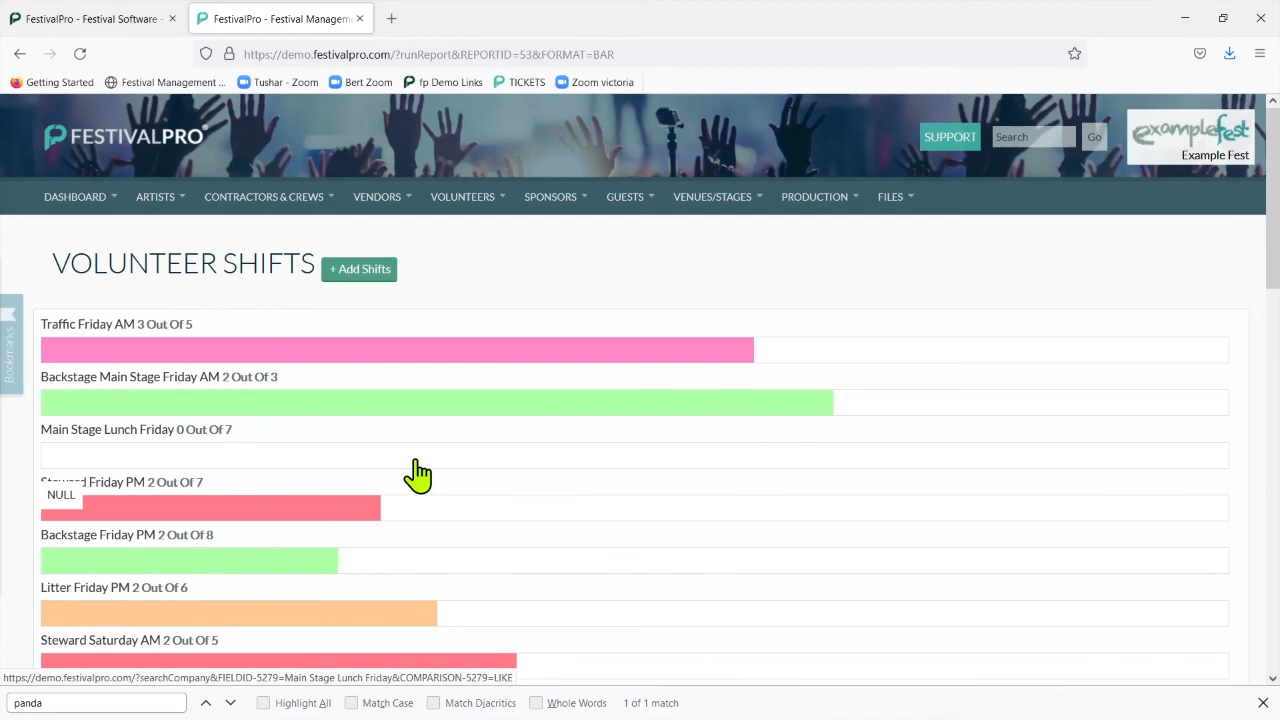 FestivalPro - Festival Software -
FestivalPro - Festival Manageme
https://demo.festivalpro.com/?runReport&REPORTID=53&FORMAT=BAR
Getting Started Festival Management ... Tushar - Zoom Bert Zoom fp Demo Links TICKETS Zoom victoria
FESTIVALPRO®
SUPPORT Search Go
examplefest
Example Fest
DASHBOARD ARTISTS CONTRACTORS & CREWS VENDORS VOLUNTEERS SPONSORS GUESTS VENUES/STAGES PRODUCTION FILES
VOLUNTEER SHIFTS + Add Shifts
Bookmarks
Traffic Friday AM 3 Out Of 5
Backstage Main Stage Friday AM 2 Out Of 3
Main Stage Lunch Friday 0 Out Of 7
Steward Friday PM 2 Out Of 7
NULL
Backstage Friday PM 2 Out Of 8
Litter Friday PM 2 Out Of 6
Steward Saturday AM 2 Out Of 5
https://demo.festivalpro.com/?searchCompany&FIELDID-5279=Main Stage Lunch Friday&COMPARISON-5279=LIKE
panda Highlight All Match Case Match Diacritics Whole Words 1 of 1 match